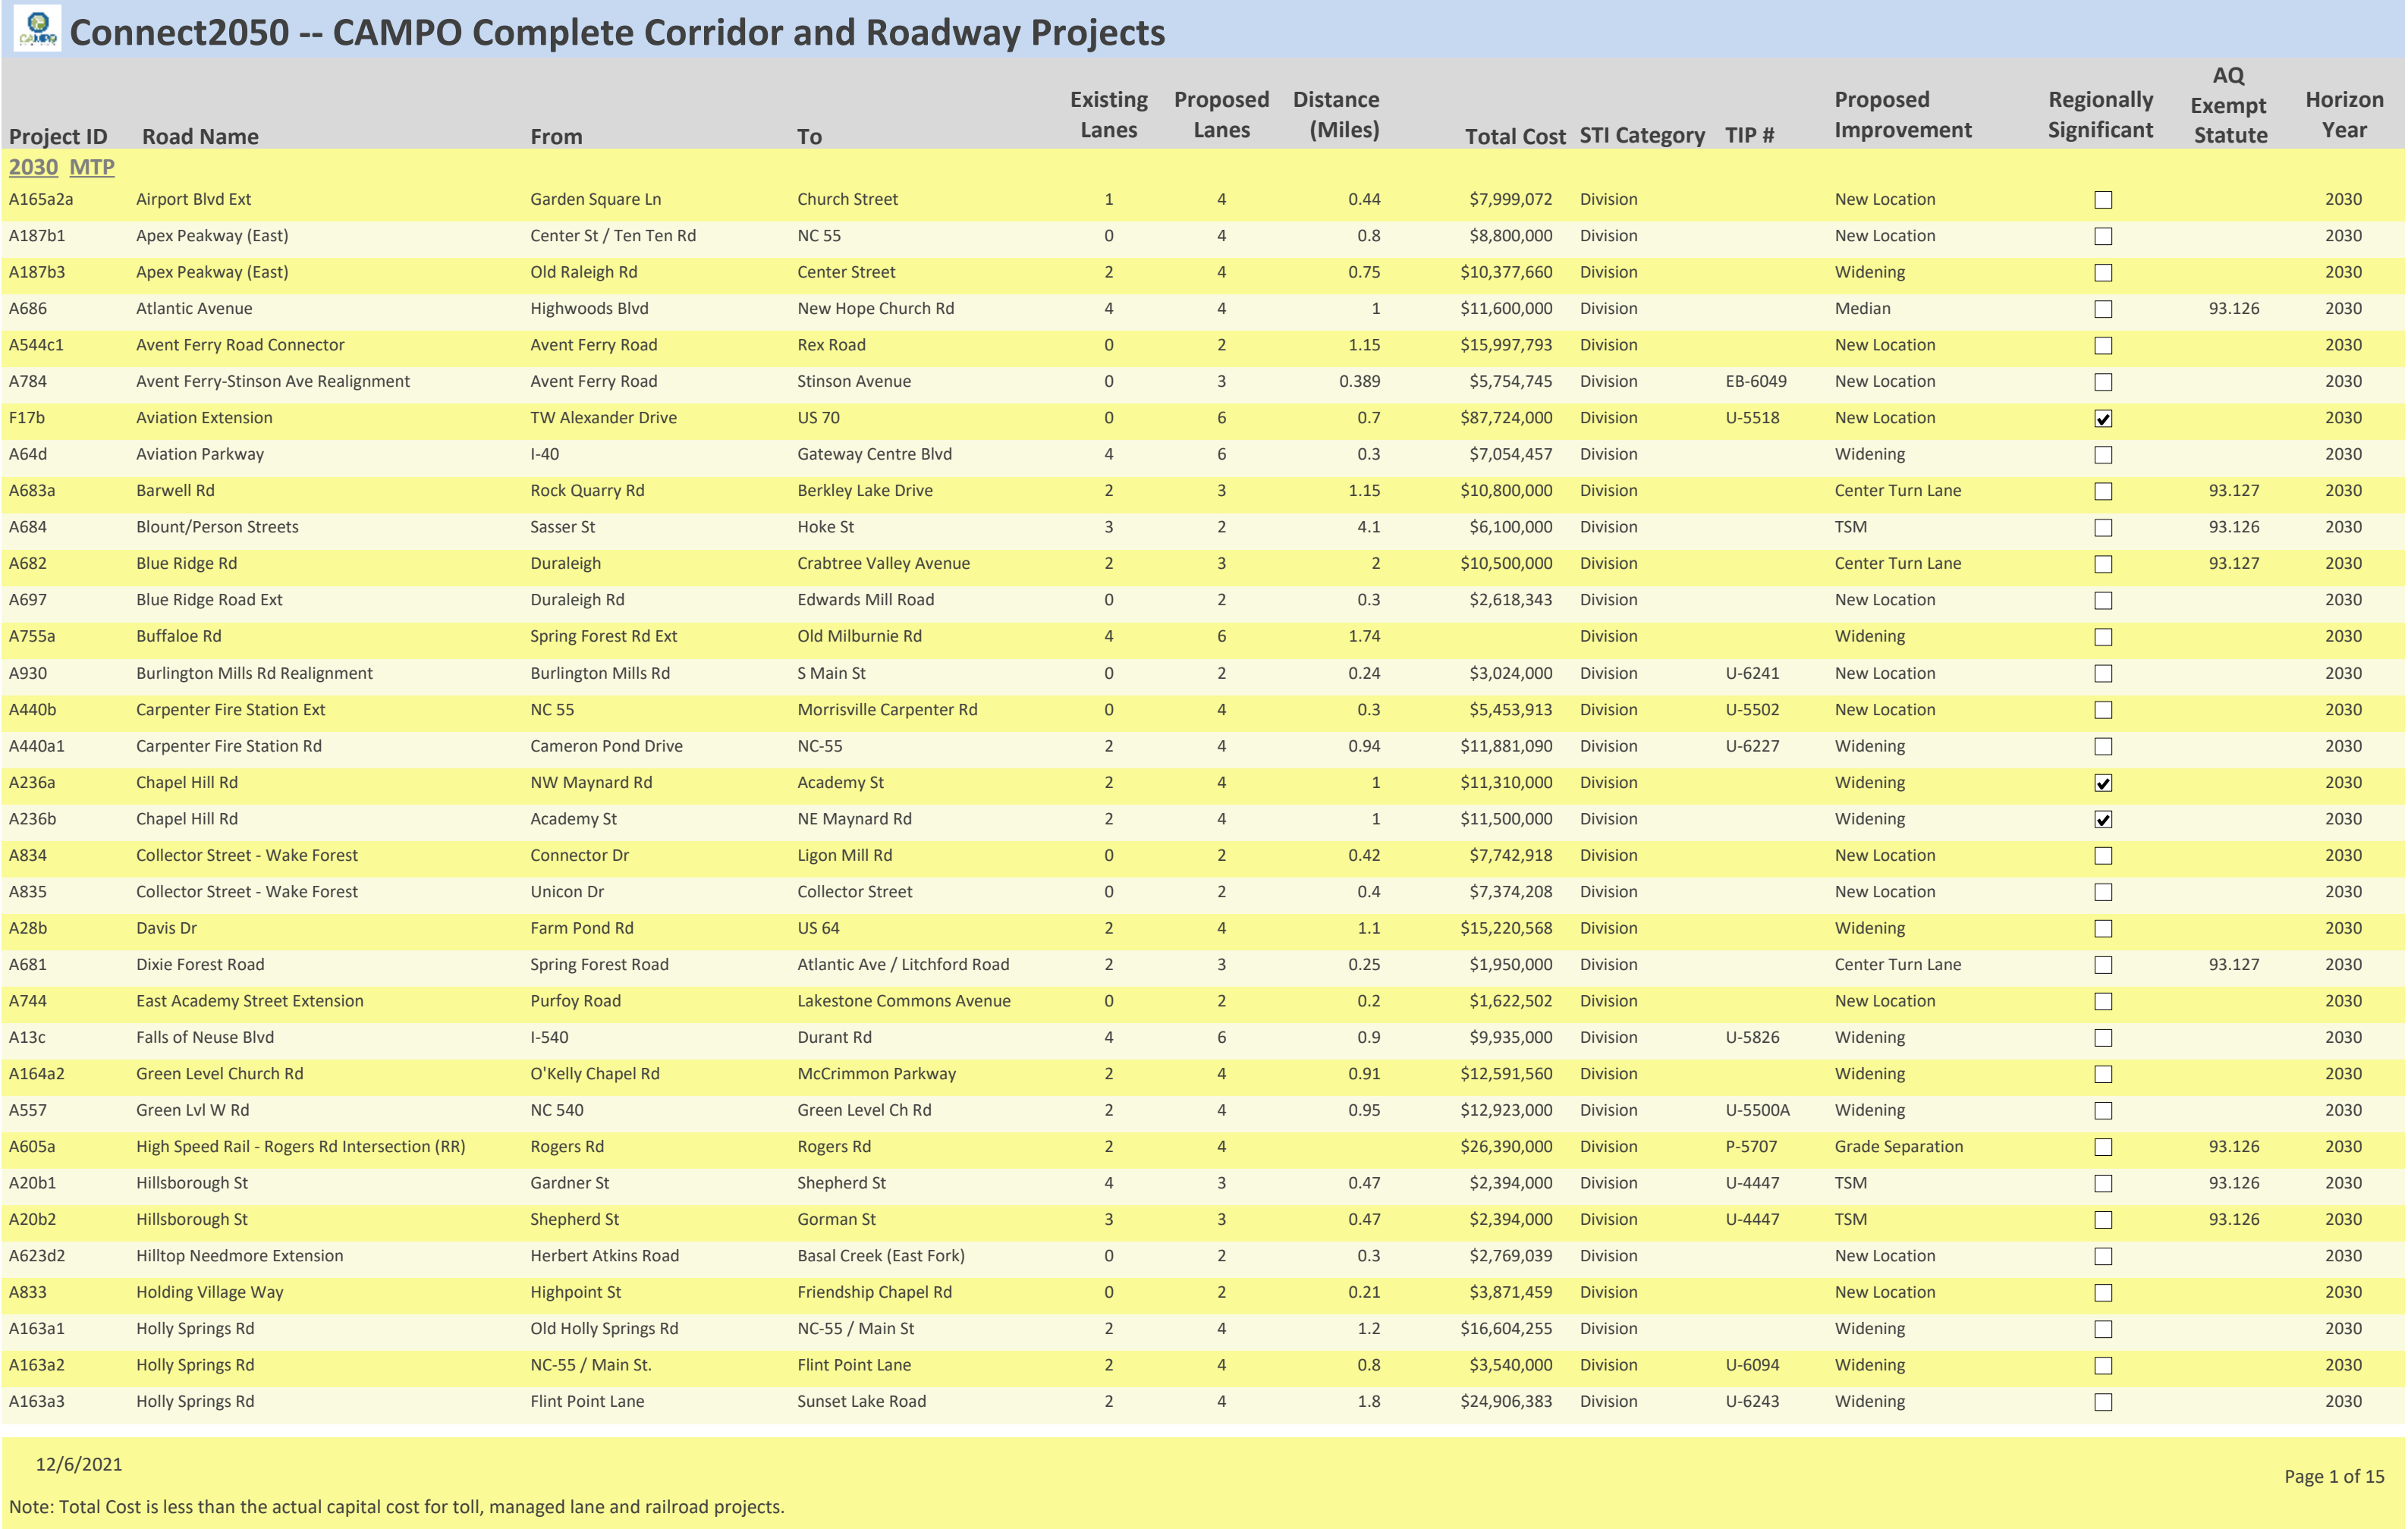 CAMPO
Connect2050 -- CAMPO Complete Corridor and Roadway Projects
Project ID Road Name From To Existing Lanes Proposed Lanes Distance (Miles) Total Cost STI Category TIP # Proposed Improvement Regionally Significant AQ Exempt Statute Horizon Year
2030 MTP
A165a2a Airport Blvd Ext Garden Square Ln Church Street 1 4 0.44 $7,999,072 Division New Location 2030
A187b1 Apex Peakway (East) Center St / Ten Ten Rd NC 55 0 4 0.8 $8,800,000 Division New Location 2030
A187b3 Apex Peakway (East) Old Raleigh Rd Center Street 2 4 0.75 $10,377,660 Division Widening 2030
A686 Atlantic Avenue Highwoods Blvd New Hope Church Rd 4 4 1 $11,600,000 Division Median 93.126 2030
A544c1 Avent Ferry Road Connector Avent Ferry Road Rex Road 0 2 1.15 $15,997,793 Division New Location 2030
A784 Avent Ferry-Stinson Ave Realignment Avent Ferry Road Stinson Avenue 0 3 0.389 $5,754,745 Division EB-6049 New Location 2030
F17b Aviation Extension TW Alexander Drive US 70 0 6 0.7 $87,724,000 Division U-5518 New Location 2030
A64d Aviation Parkway I-40 Gateway Centre Blvd 4 6 0.3 $7,054,457 Division Widening 2030
A683a Barwell Rd Rock Quarry Rd Berkley Lake Drive 2 3 1.15 $10,800,000 Division Center Turn Lane 93.127 2030
A684 Blount/Person Streets Sasser St Hoke St 3 2 4.1 $6,100,000 Division TSM 93.126 2030
A682 Blue Ridge Rd Duraleigh Crabtree Valley Avenue 2 3 2 $10,500,000 Division Center Turn Lane 93.127 2030
A697 Blue Ridge Road Ext Duraleigh Rd Edwards Mill Road 0 2 0.3 $2,618,343 Division New Location 2030
A755a Buffaloe Rd Spring Forest Rd Ext Old Milburnie Rd 4 6 1.74 Division Widening 2030
A930 Burlington Mills Rd Realignment Burlington Mills Rd S Main St 0 2 0.24 $3,024,000 Division U-6241 New Location 2030
A440b Carpenter Fire Station Ext NC 55 Morrisville Carpenter Rd 0 4 0.3 $5,453,913 Division U-5502 New Location 2030
A440a1 Carpenter Fire Station Rd Cameron Pond Drive NC-55 2 4 0.94 $11,881,090 Division U-6227 Widening 2030
A236a Chapel Hill Rd NW Maynard Rd Academy St 2 4 1 $11,310,000 Division Widening 2030
A236b Chapel Hill Rd Academy St NE Maynard Rd 2 4 1 $11,500,000 Division Widening 2030
A834 Collector Street - Wake Forest Connector Dr Ligon Mill Rd 0 2 0.42 $7,742,918 Division New Location 2030
A835 Collector Street - Wake Forest Unicon Dr Collector Street 0 2 0.4 $7,374,208 Division New Location 2030
A28b Davis Dr Farm Pond Rd US 64 2 4 1.1 $15,220,568 Division Widening 2030
A681 Dixie Forest Road Spring Forest Road Atlantic Ave / Litchford Road 2 3 0.25 $1,950,000 Division Center Turn Lane 93.127 2030
A744 East Academy Street Extension Purfoy Road Lakestone Commons Avenue 0 2 0.2 $1,622,502 Division New Location 2030
A13c Falls of Neuse Blvd I-540 Durant Rd 4 6 0.9 $9,935,000 Division U-5826 Widening 2030
A164a2 Green Level Church Rd O'Kelly Chapel Rd McCrimmon Parkway 2 4 0.91 $12,591,560 Division Widening 2030
A557 Green Lvl W Rd NC 540 Green Level Ch Rd 2 4 0.95 $12,923,000 Division U-5500A Widening 2030
A605a High Speed Rail - Rogers Rd Intersection (RR) Rogers Rd Rogers Rd 2 4 $26,390,000 Division P-5707 Grade Separation 93.126 2030
A20b1 Hillsborough St Gardner St Shepherd St 4 3 0.47 $2,394,000 Division U-4447 TSM 93.126 2030
A20b2 Hillsborough St Shepherd St Gorman St 3 3 0.47 $2,394,000 Division U-4447 TSM 93.126 2030
A623d2 Hilltop Needmore Extension Herbert Atkins Road Basal Creek (East Fork) 0 2 0.3 $2,769,039 Division New Location 2030
A833 Holding Village Way Highpoint St Friendship Chapel Rd 0 2 0.21 $3,871,459 Division New Location 2030
A163a1 Holly Springs Rd Old Holly Springs Rd NC-55 / Main St 2 4 1.2 $16,604,255 Division Widening 2030
A163a2 Holly Springs Rd NC-55 / Main St. Flint Point Lane 2 4 0.8 $3,540,000 Division U-6094 Widening 2030
A163a3 Holly Springs Rd Flint Point Lane Sunset Lake Road 2 4 1.8 $24,906,383 Division U-6243 Widening 2030
12/6/2021
Page 1 of 15
Note: Total Cost is less than the actual capital cost for toll, managed lane and railroad projects.